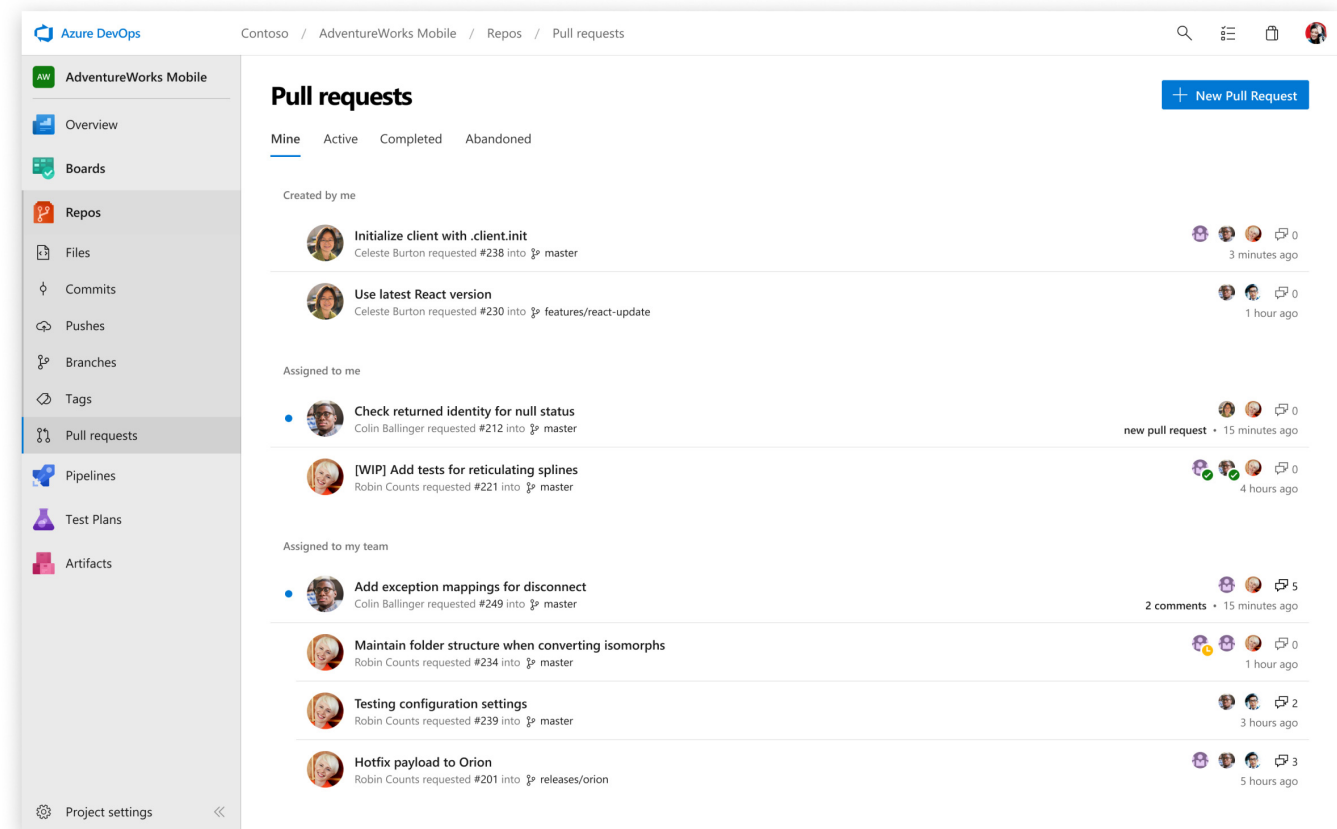 Azure DevOps
Contoso / AdventureWorks Mobile / Repos / Pull requests
AW AdventureWorks Mobile
Overview
Boards
Repos
Files
Commits
Pushes
Branches
Tags
Pull requests
Pipelines
Test Plans
Artifacts
Project settings
Pull requests
New Pull Request
Mine Active Completed Abandoned
Created by me
Initialize client with .client.init
Celeste Burton requested #238 into master
0
3 minutes ago
Use latest React version
Celeste Burton requested #230 into features/react-update
0
1 hour ago
Assigned to me
Check returned identity for null status
Colin Ballinger requested #212 into master
0
new pull request • 15 minutes ago
[WIP] Add tests for reticulating splines
Robin Counts requested #221 into master
0
4 hours ago
Assigned to my team
Add exception mappings for disconnect
Colin Ballinger requested #249 into master
5
2 comments • 15 minutes ago
Maintain folder structure when converting isomorphs
Robin Counts requested #234 into master
0
1 hour ago
Testing configuration settings
Robin Counts requested #239 into master
2
3 hours ago
Hotfix payload to Orion
Robin Counts requested #201 into releases/orion
3
5 hours ago